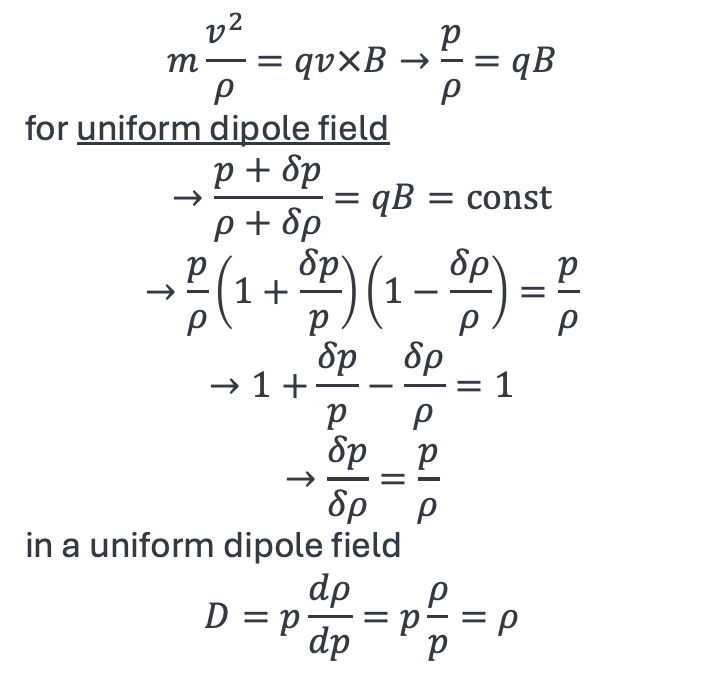 m v²/ρ = qv×B → p/ρ = qB
for uniform dipole field
→ (p + δp)/(ρ + δρ) = qB = const
→ p/ρ (1 + δp/p)(1 − δρ/ρ) = p/ρ
→ 1 + δp/p − δρ/ρ = 1
→ δp/δρ = p/ρ
in a uniform dipole field
D = p dρ/dp = p ρ/p = ρ